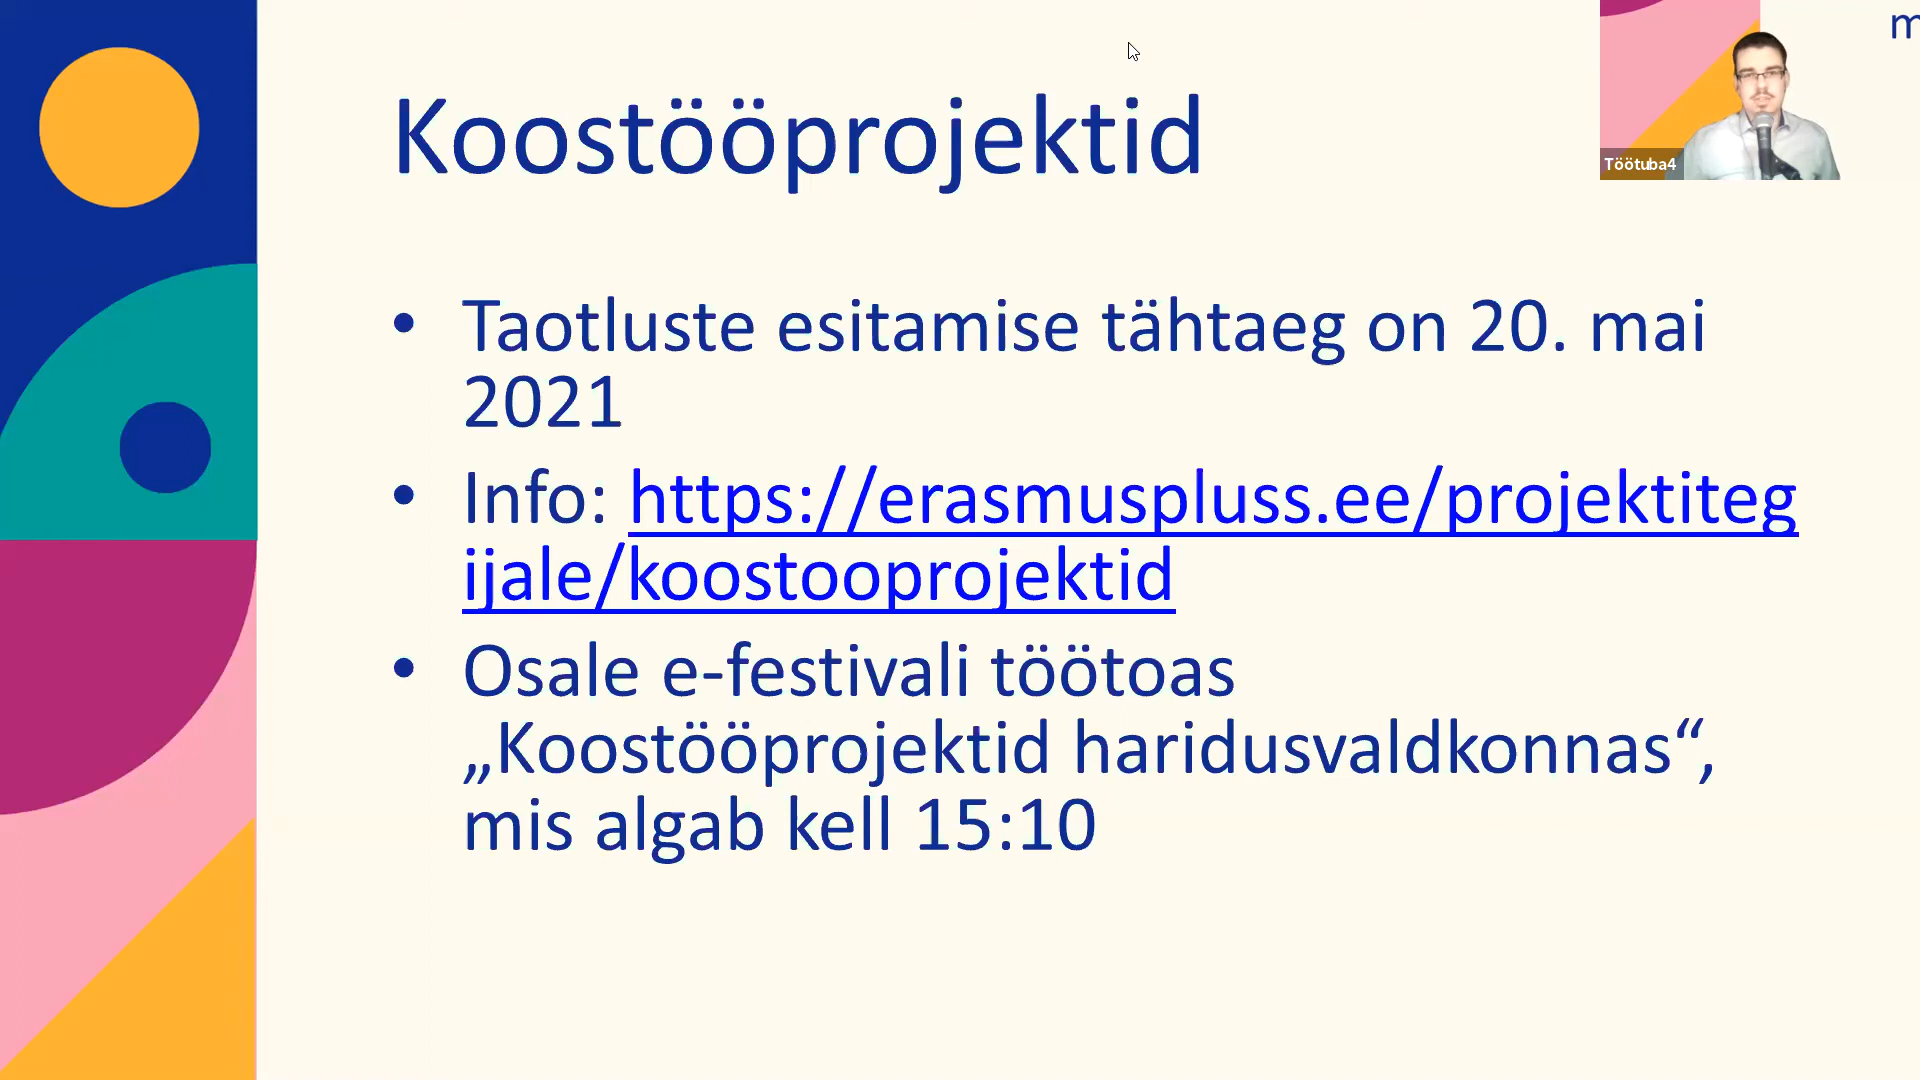 Koostööprojektid
m
Töötuba4
• Taotluste esitamise tähtaeg on 20. mai
2021
• Info: https://erasmuspluss.ee/projektiteg
ijale/koostooprojektid
• Osale e-festivali töötoas
„Koostööprojektid haridusvaldkonnas“,
mis algab kell 15:10